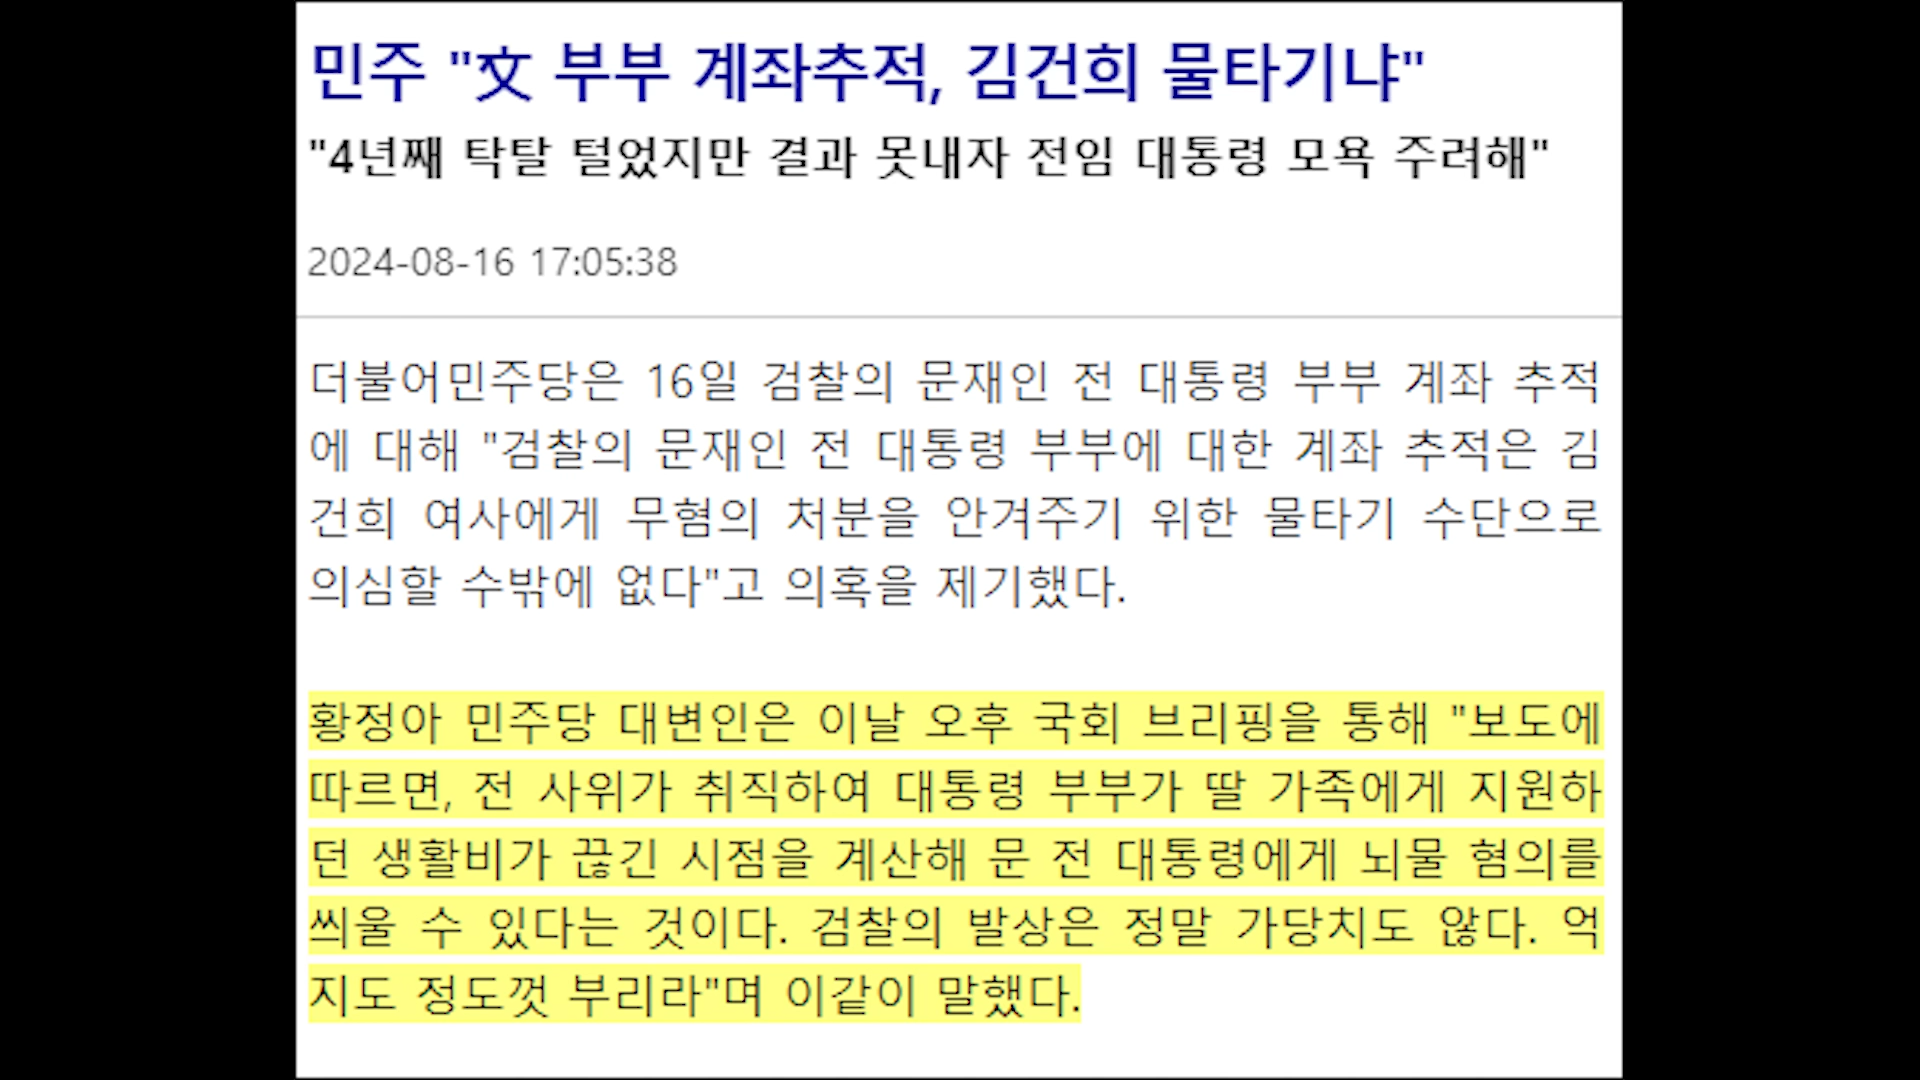 민주 "文 부부 계좌추적, 김건희 물타기냐"
"4년째 탁탈 털었지만 결과 못내자 전임 대통령 모욕 주려해"
2024-08-16 17:05:38
더불어민주당은 16일 검찰의 문재인 전 대통령 부부 계좌 추적
에 대해 "검찰의 문재인 전 대통령 부부에 대한 계좌 추적은 김
건희 여사에게 무혐의 처분을 안겨주기 위한 물타기 수단으로
의심할 수밖에 없다"고 의혹을 제기했다.
황정아 민주당 대변인은 이날 오후 국회 브리핑을 통해 "보도에
따르면, 전 사위가 취직하여 대통령 부부가 딸 가족에게 지원하
던 생활비가 끊긴 시점을 계산해 문 전 대통령에게 뇌물 혐의를
씌울 수 있다는 것이다. 검찰의 발상은 정말 가당치도 않다. 억
지도 정도껏 부리라"며 이같이 말했다.